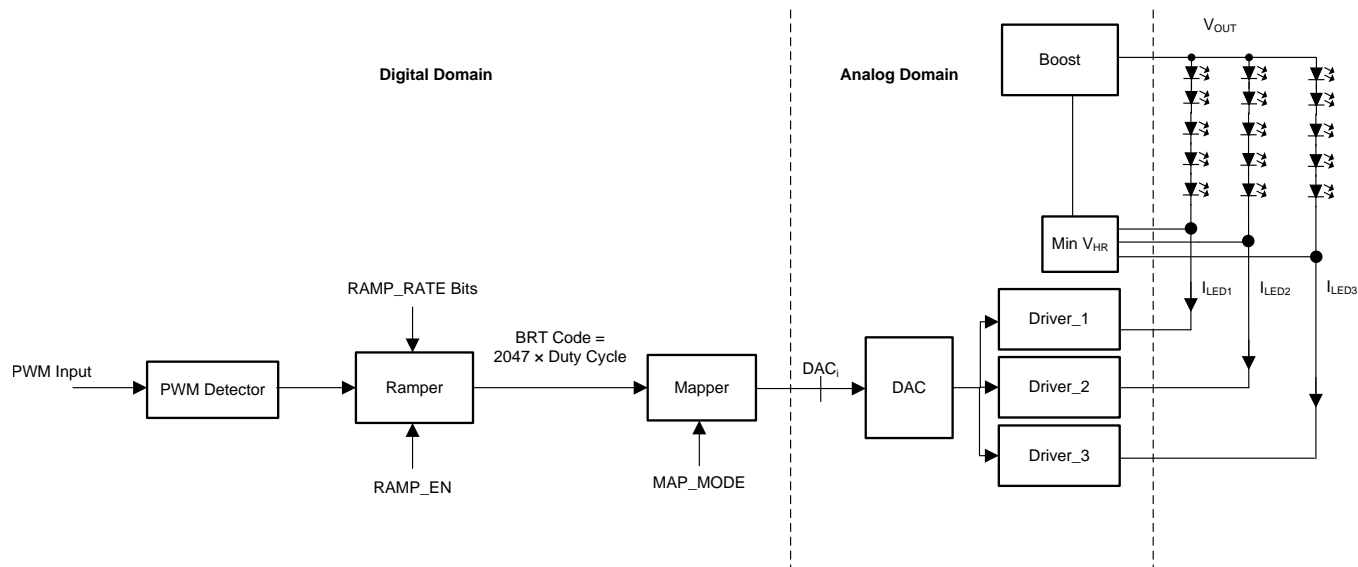 Digital Domain
Analog Domain
Boost
VOUT
Min VHR
ILED1
ILED2
ILED3
RAMP_RATE Bits
BRT Code =
2047 × Duty Cycle
PWM Input
PWM Detector
Ramper
Mapper
DACi
DAC
Driver_1
Driver_2
Driver_3
RAMP_EN
MAP_MODE